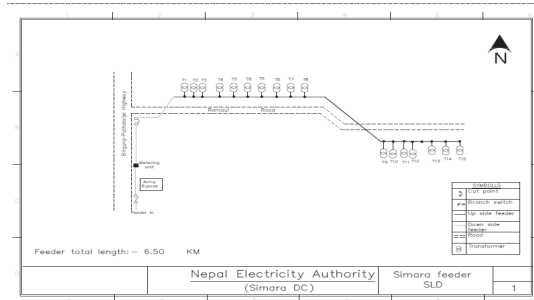 N
T1 T2 T3 T4 T5 T6 T7 T8
Ramauli Road
Birgunj-Pathlaiya Highway
Metering
unit
Army
Byarek
Feeder In
T9 T10 T11 T12 T13 T14 T15
SYMBOLS
Cut point
Branch switch
Up side feeder
Down side
feeder
Road
Transformer
Feeder total length:- 6.50 KM
Nepal Electricity Authority
(Simara DC)
Simara feeder
SLD
1